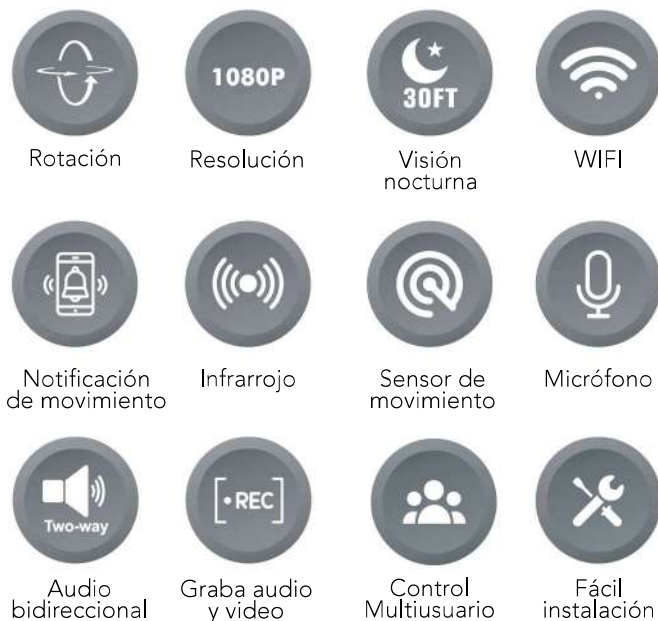 1080P
30FT
Rotación
Resolución
Visión
nocturna
WIFI
Notificación
de movimiento
Infrarrojo
Sensor de
movimiento
Micrófono
Two-way
• REC
Audio
bidireccional
Graba audio
y video
Control
Multiusuario
Fácil
instalación